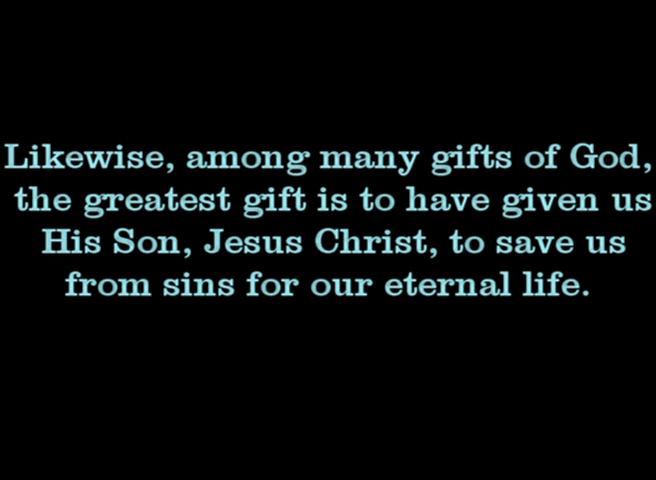 Likewise, among many gifts of God,
the greatest gift is to have given us
His Son, Jesus Christ, to save us
from sins for our eternal life.